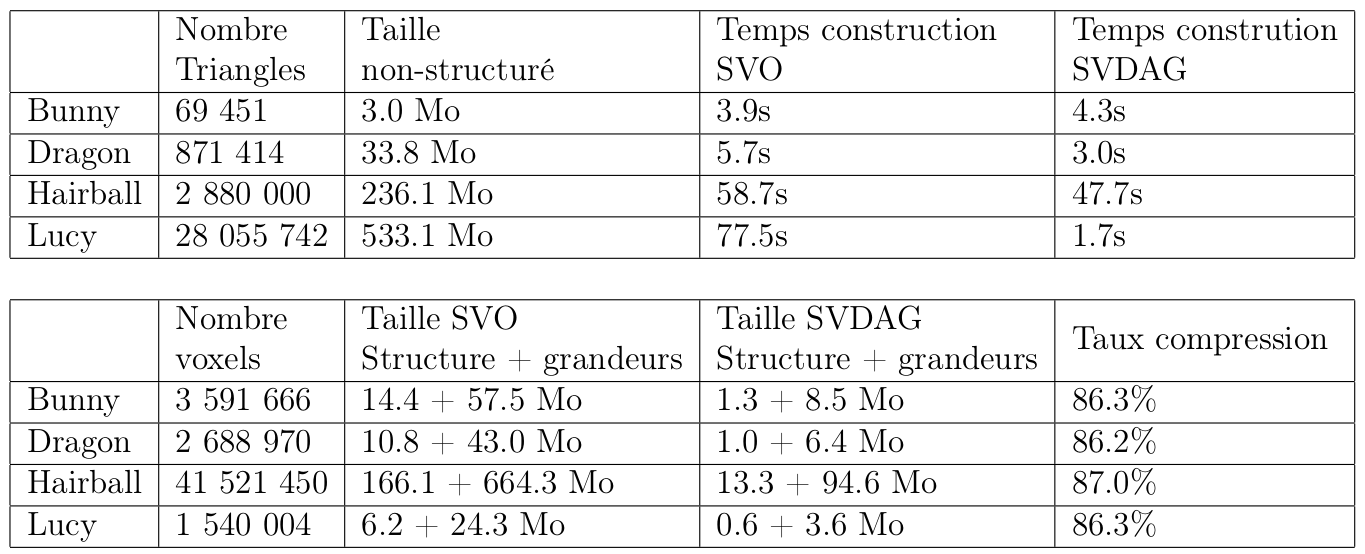 Nombre Triangles | Taille non-structuré | Temps construction SVO | Temps constrution SVDAG
Bunny | 69 451 | 3.0 Mo | 3.9s | 4.3s
Dragon | 871 414 | 33.8 Mo | 5.7s | 3.0s
Hairball | 2 880 000 | 236.1 Mo | 58.7s | 47.7s
Lucy | 28 055 742 | 533.1 Mo | 77.5s | 1.7s
Nombre voxels | Taille SVO Structure + grandeurs | Taille SVDAG Structure + grandeurs | Taux compression
Bunny | 3 591 666 | 14.4 + 57.5 Mo | 1.3 + 8.5 Mo | 86.3%
Dragon | 2 688 970 | 10.8 + 43.0 Mo | 1.0 + 6.4 Mo | 86.2%
Hairball | 41 521 450 | 166.1 + 664.3 Mo | 13.3 + 94.6 Mo | 87.0%
Lucy | 1 540 004 | 6.2 + 24.3 Mo | 0.6 + 3.6 Mo | 86.3%